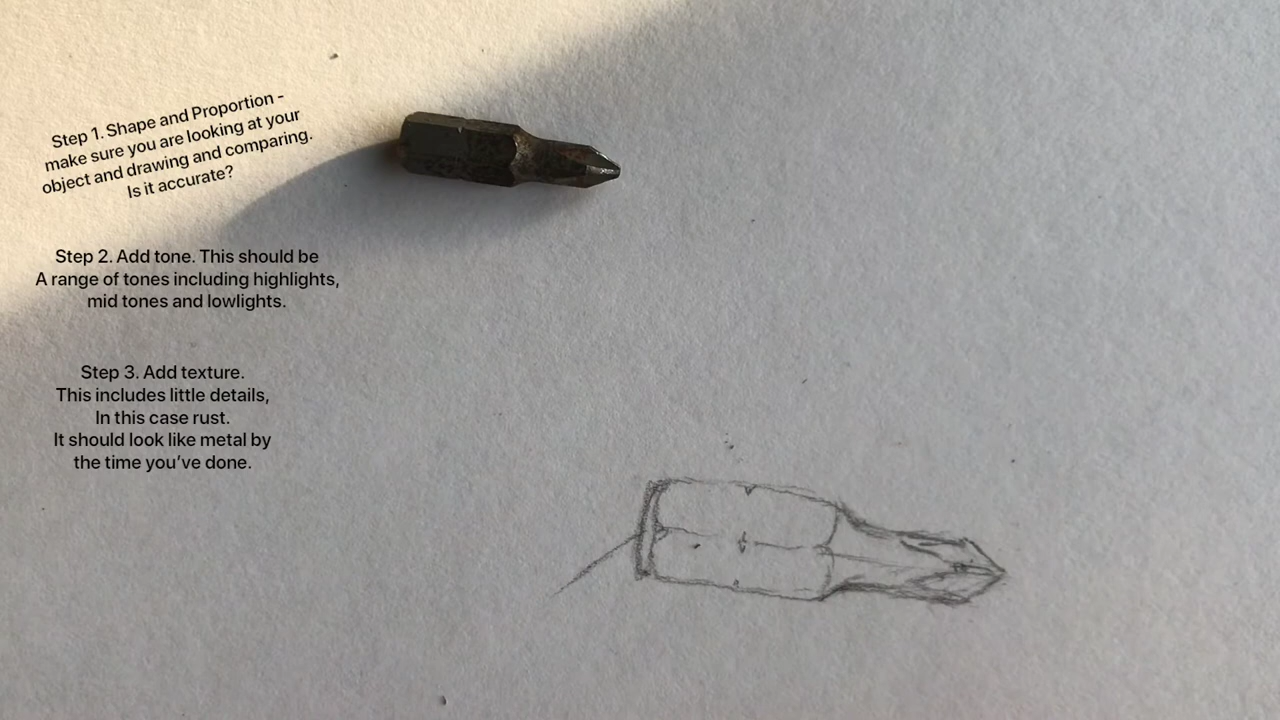 Step 1. Shape and Proportion -
make sure you are looking at your
object and drawing and comparing.
Is it accurate?
Step 2. Add tone. This should be
A range of tones including highlights,
mid tones and lowlights.
Step 3. Add texture.
This includes little details,
In this case rust.
It should look like metal by
the time you’ve done.